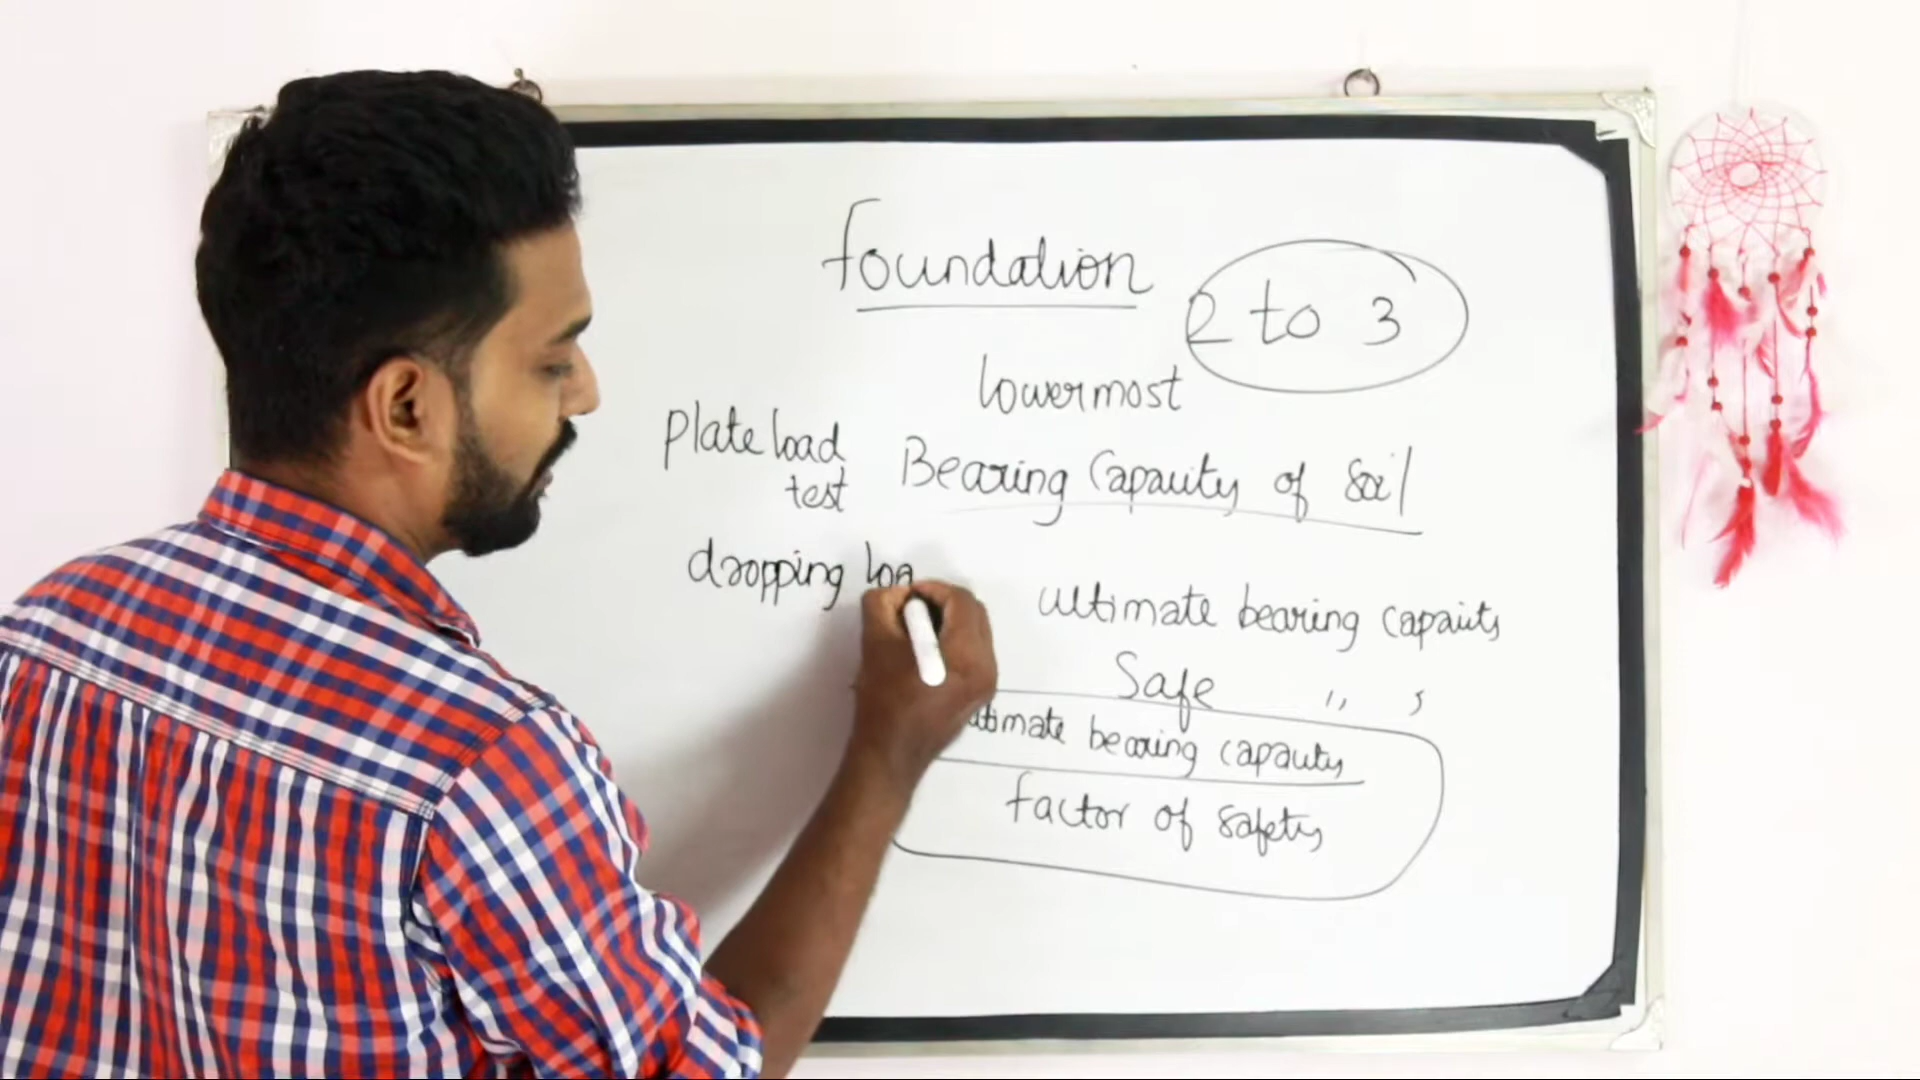 foundation
2 to 3
lowermost
Plate load
test
Bearing Capacity of Soil
dropping loa
ultimate bearing capacity
Safe ,, ,
bearing capacity
factor of safety